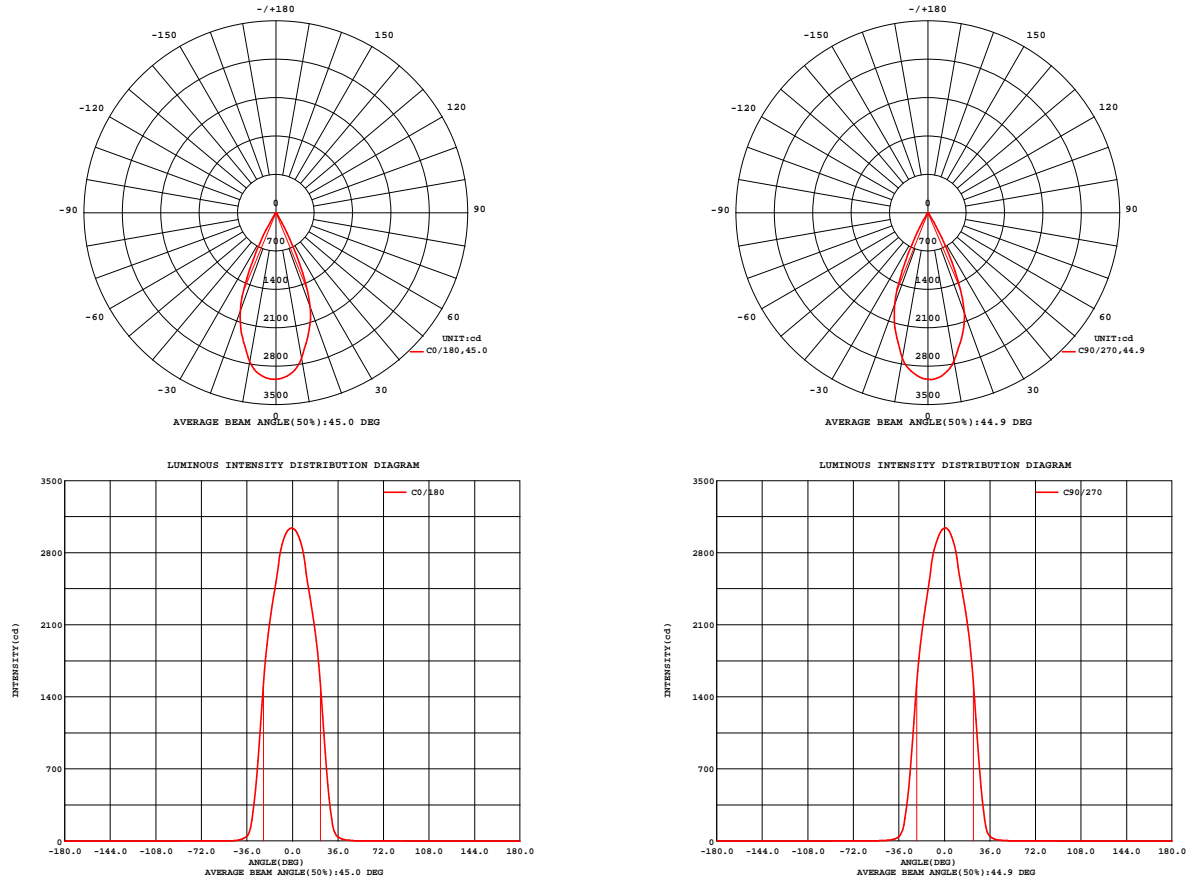 -/+180
-150
150
-120
120
-90
90
-60
60
-30
30
0
0
700
1400
2100
2800
3500
UNIT:cd
C0/180,45.0
AVERAGE BEAM ANGLE(50%):45.0 DEG
-/+180
-150
150
-120
120
-90
90
-60
60
-30
30
0
0
700
1400
2100
2800
3500
UNIT:cd
C90/270,44.9
AVERAGE BEAM ANGLE(50%):44.9 DEG
LUMINOUS INTENSITY DISTRIBUTION DIAGRAM
C0/180
INTENSITY(cd)
3500
2800
2100
1400
700
0
-180.0 -144.0 -108.0 -72.0 -36.0 0.0 36.0 72.0 108.0 144.0 180.0
ANGLE(DEG)
AVERAGE BEAM ANGLE(50%):45.0 DEG
LUMINOUS INTENSITY DISTRIBUTION DIAGRAM
C90/270
INTENSITY(cd)
3500
2800
2100
1400
700
0
-180.0 -144.0 -108.0 -72.0 -36.0 0.0 36.0 72.0 108.0 144.0 180.0
ANGLE(DEG)
AVERAGE BEAM ANGLE(50%):44.9 DEG